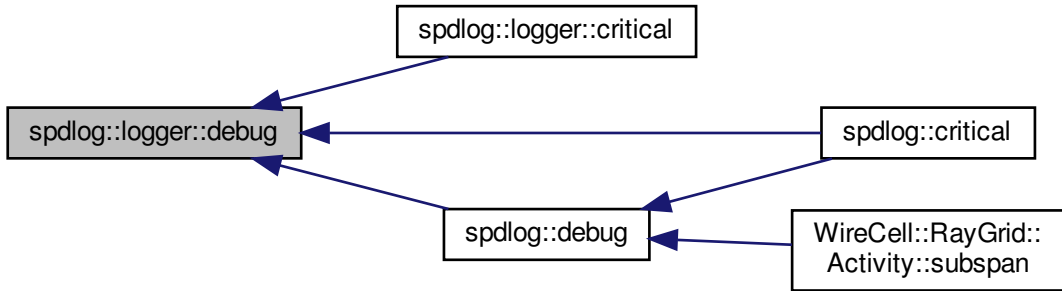 spdlog::logger::critical
spdlog::logger::debug
spdlog::critical
spdlog::debug
WireCell::RayGrid::
Activity::subspan